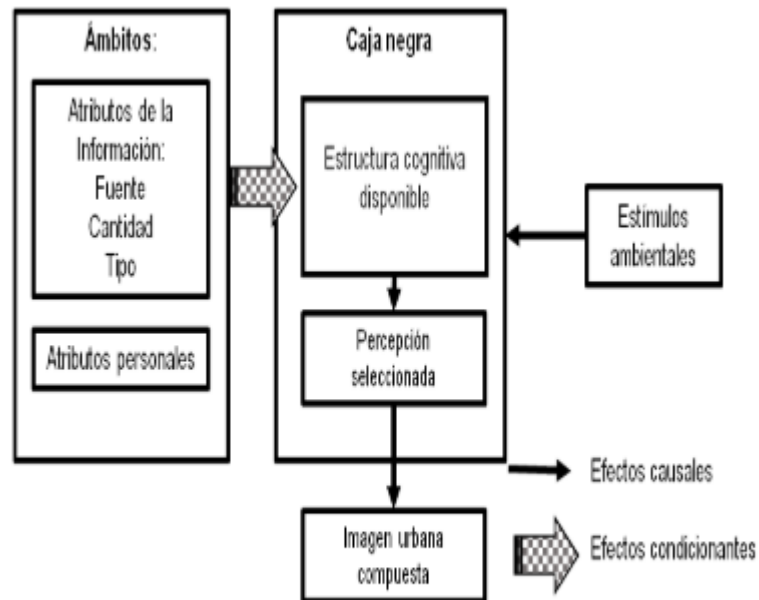 Ámbitos:
Atributos de la
Información:
Fuente
Cantidad
Tipo
Atributos personales
Caja negra
Estructura cognitiva
disponible
Percepción
seleccionada
Imagen urbana
compuesta
Estímulos
ambientales
Efectos causales
Efectos condicionantes